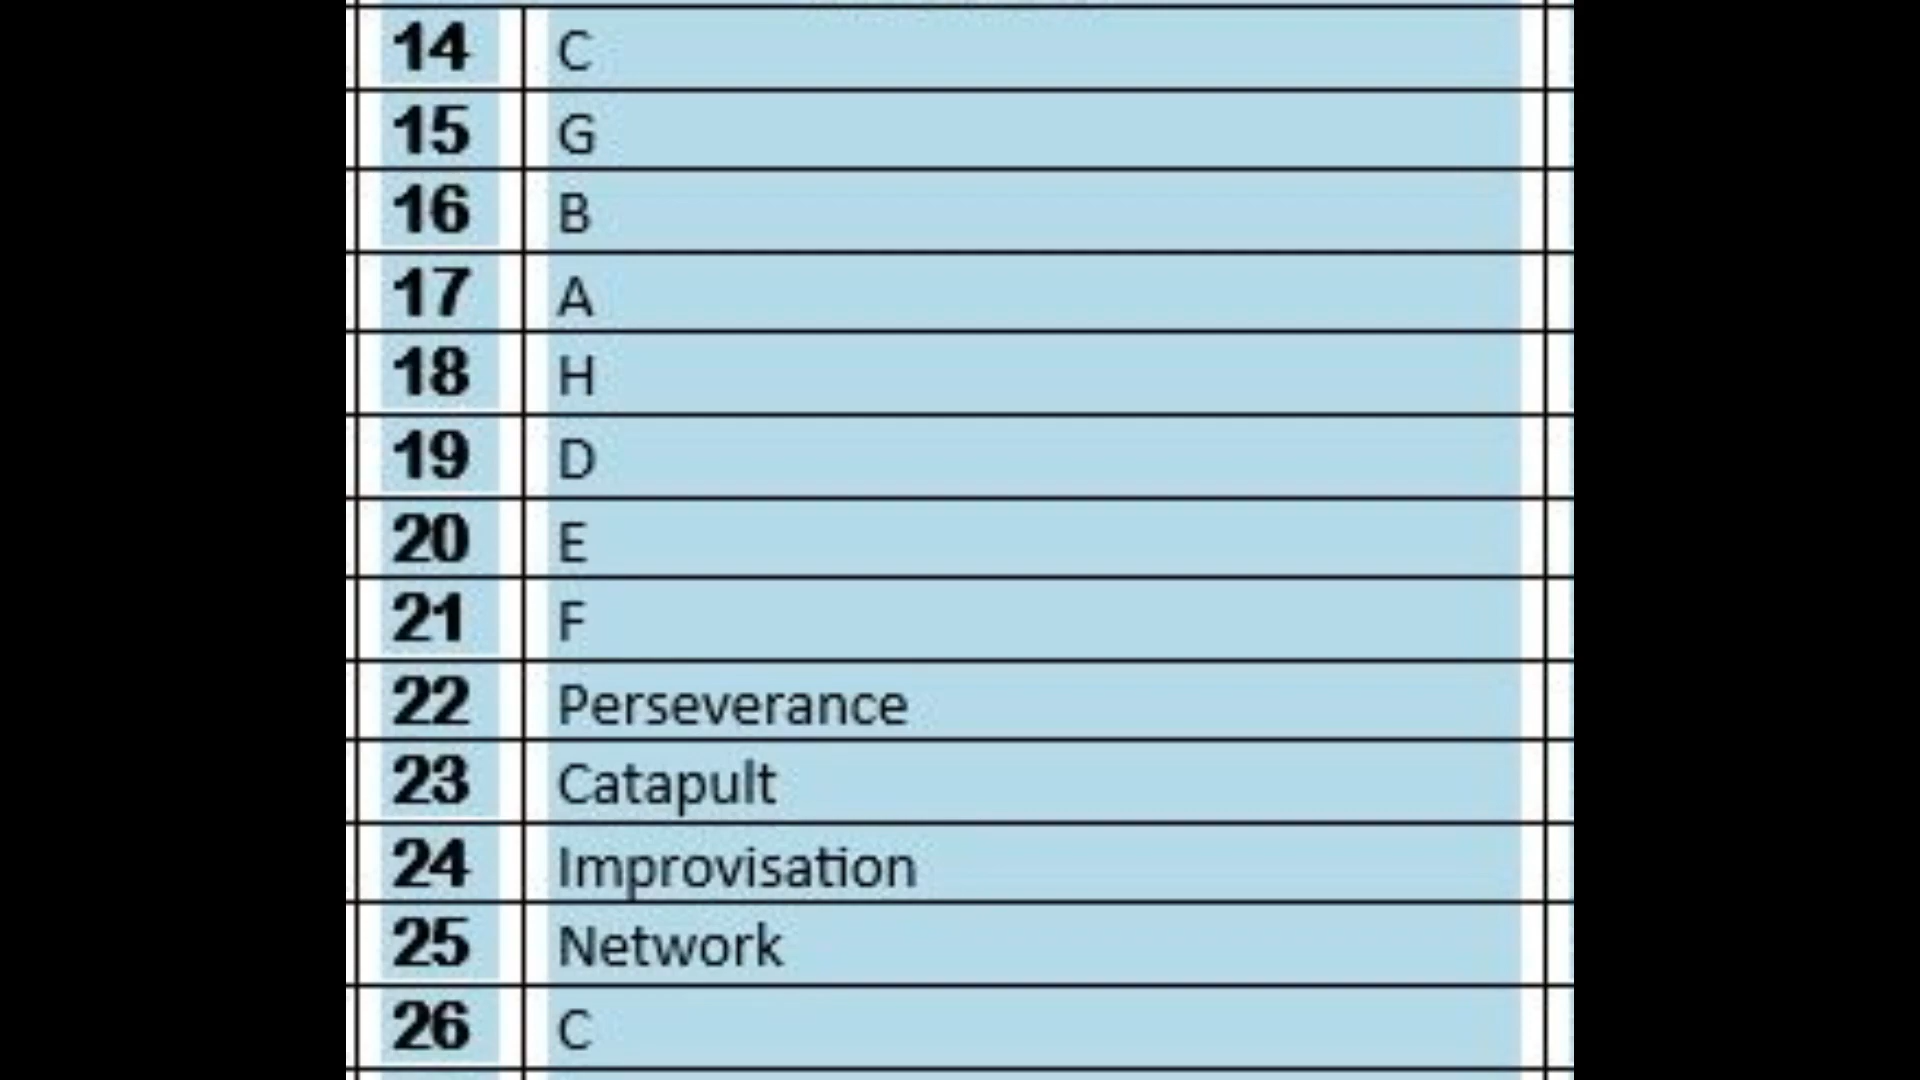 14 C
15 G
16 B
17 A
18 H
19 D
20 E
21 F
22 Perseverance
23 Catapult
24 Improvisation
25 Network
26 C